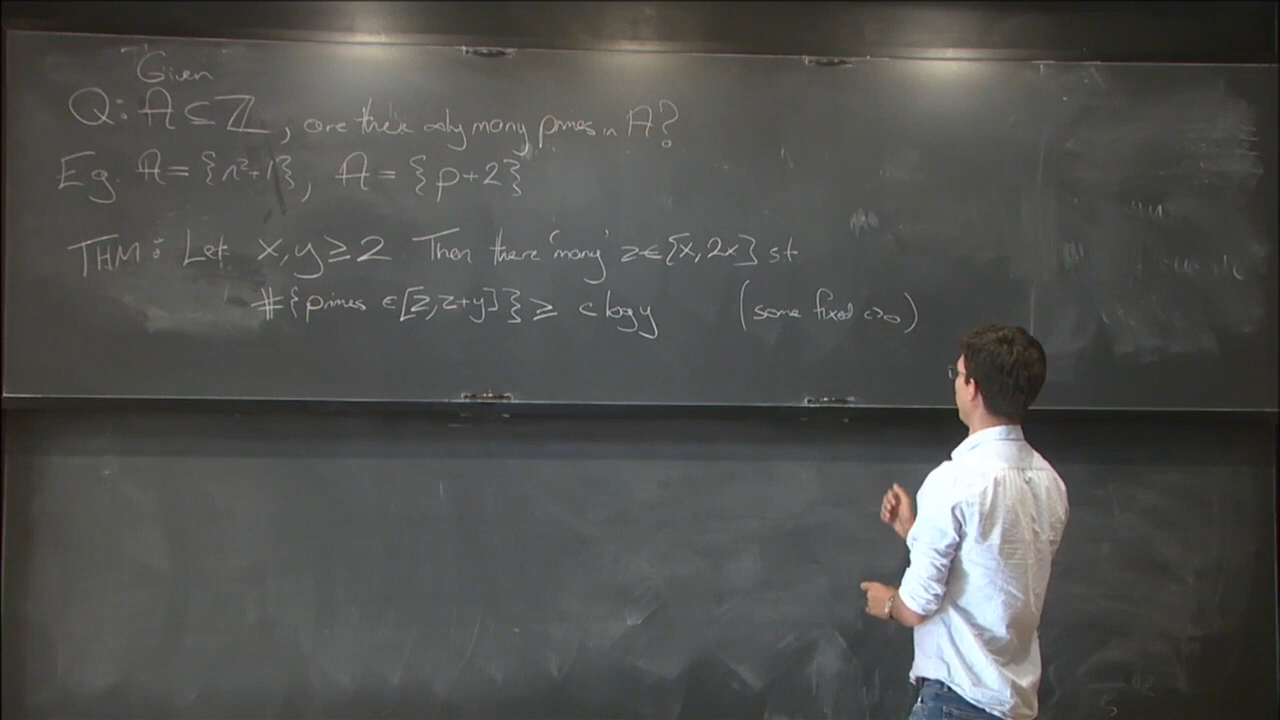 Given
Q: A ⊆ ℤ, are there only many primes in A?
Eg. A = {n²+1}, A = {p+2}
THM: Let x,y ≥ 2 Then there 'many' z ∈ [x,2x] st
#{primes ∈ [z,z+y]} ≥ c log y (some fixed c>0)